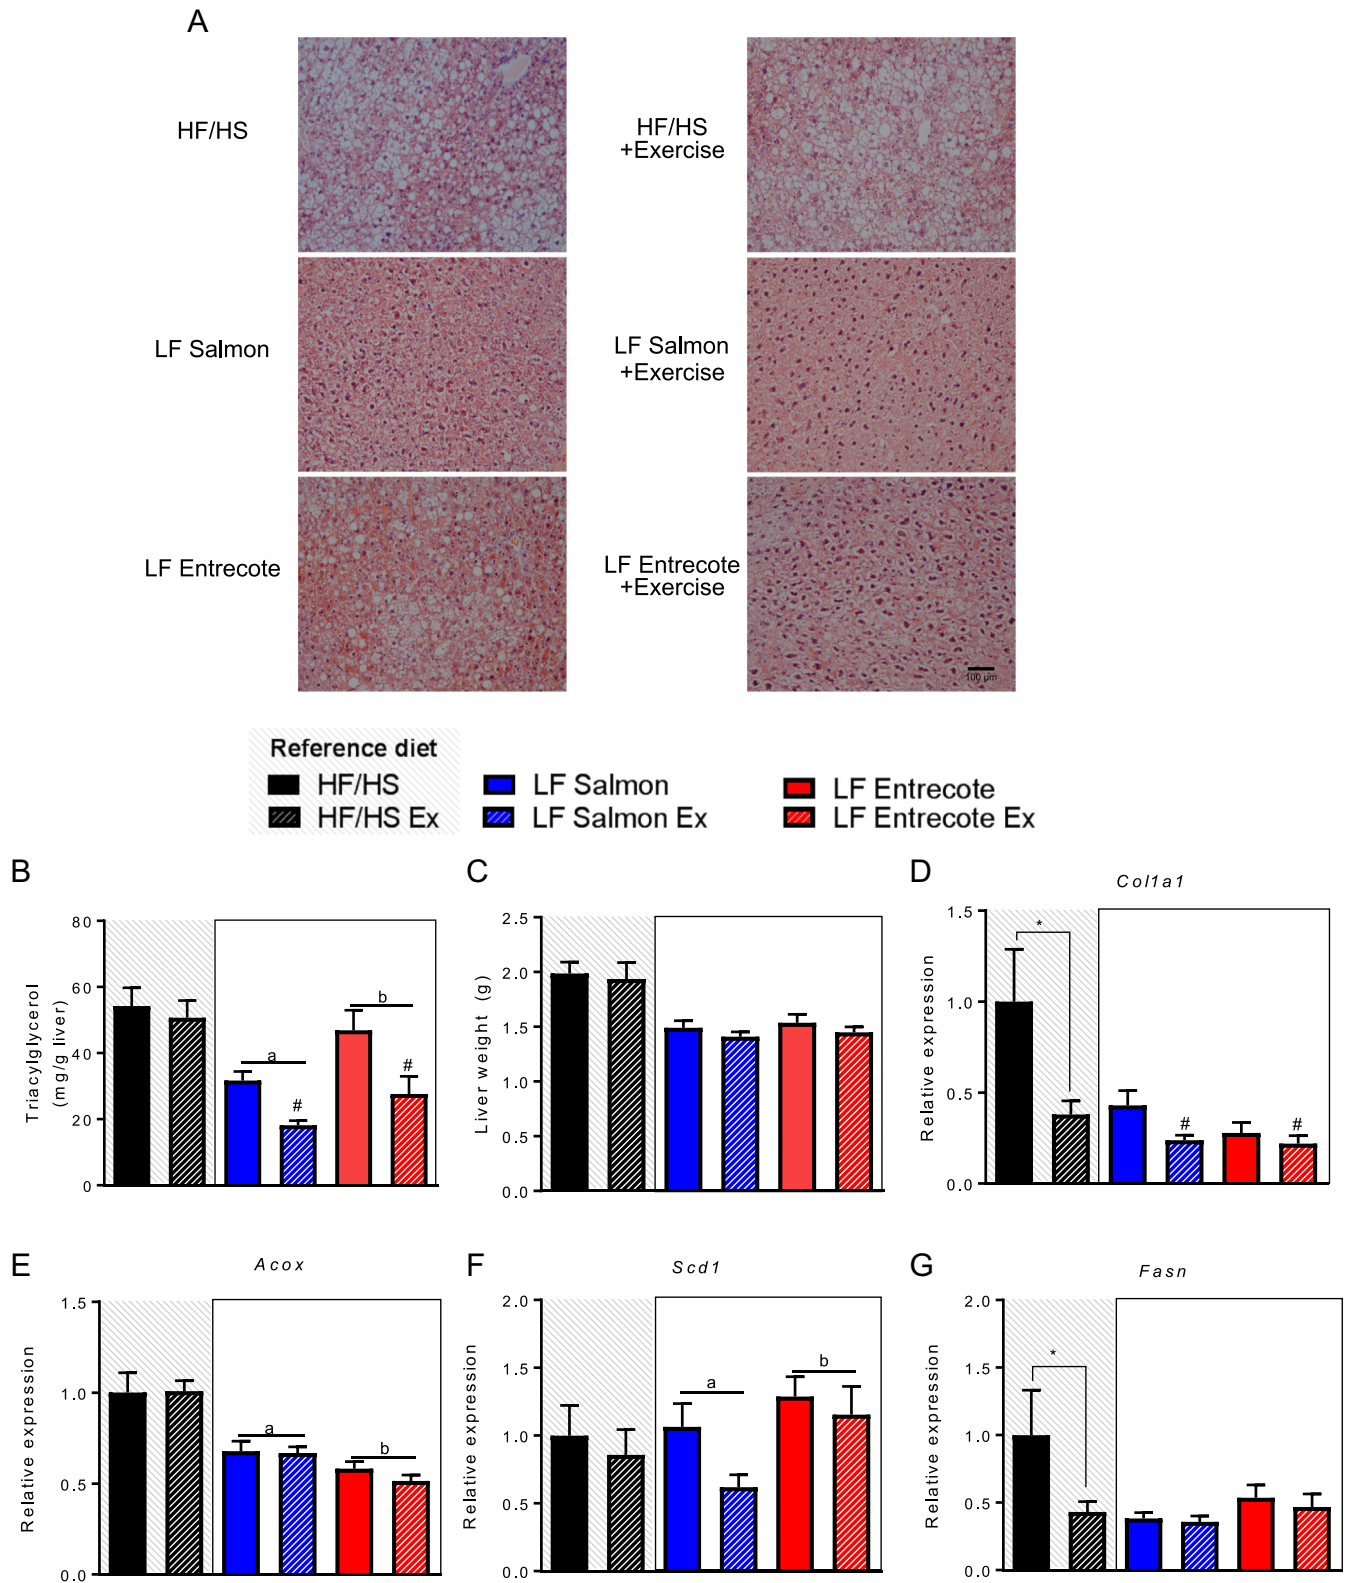 A
HF/HS
HF/HS
+Exercise
LF Salmon
LF Salmon
+Exercise
LF Entrecote
LF Entrecote
+Exercise
100 µm
Reference diet
HF/HS
LF Salmon
LF Entrecote
HF/HS Ex
LF Salmon Ex
LF Entrecote Ex
B
Triacylglycerol
(mg/g liver)
80
60
40
20
0
a
#
b
#
C
Liver weight (g)
2.5
2.0
1.5
1.0
0.5
0.0
D
Col1a1
Relative expression
1.5
1.0
0.5
0.0
*
#
#
E
Acox
Relative expression
1.5
1.0
0.5
0.0
a
b
F
Scd1
Relative expression
2.0
1.5
1.0
0.5
0.0
a
b
G
Fasn
Relative expression
2.0
1.5
1.0
0.5
0.0
*